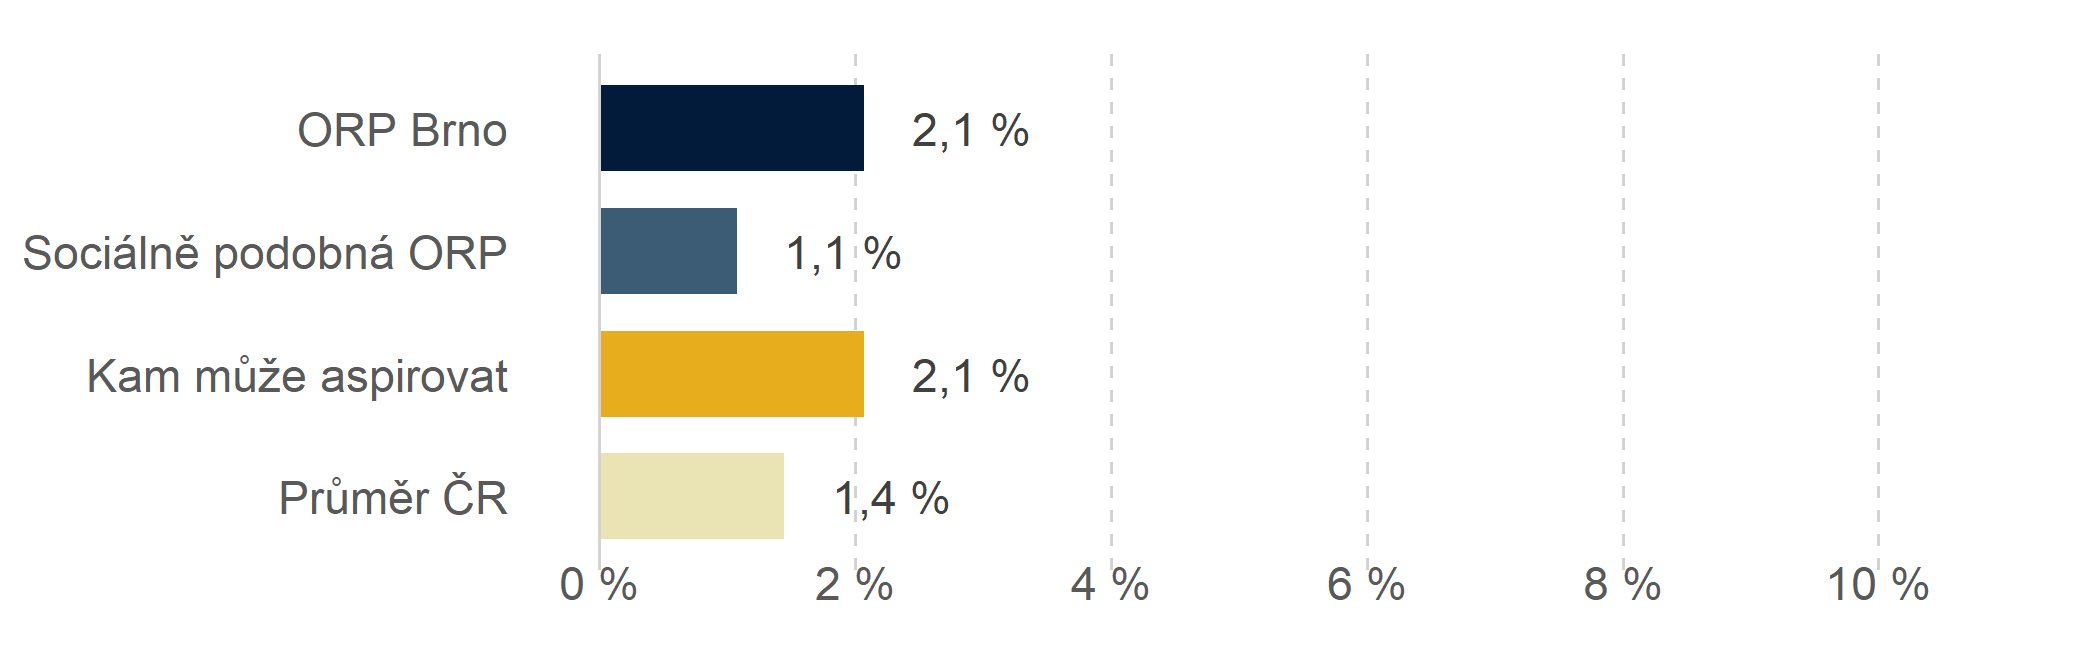 ORP Brno 2,1 %
Sociálně podobná ORP 1,1 %
Kam může aspirovat 2,1 %
Průměr ČR 1,4 %
0 % 2 % 4 % 6 % 8 % 10 %